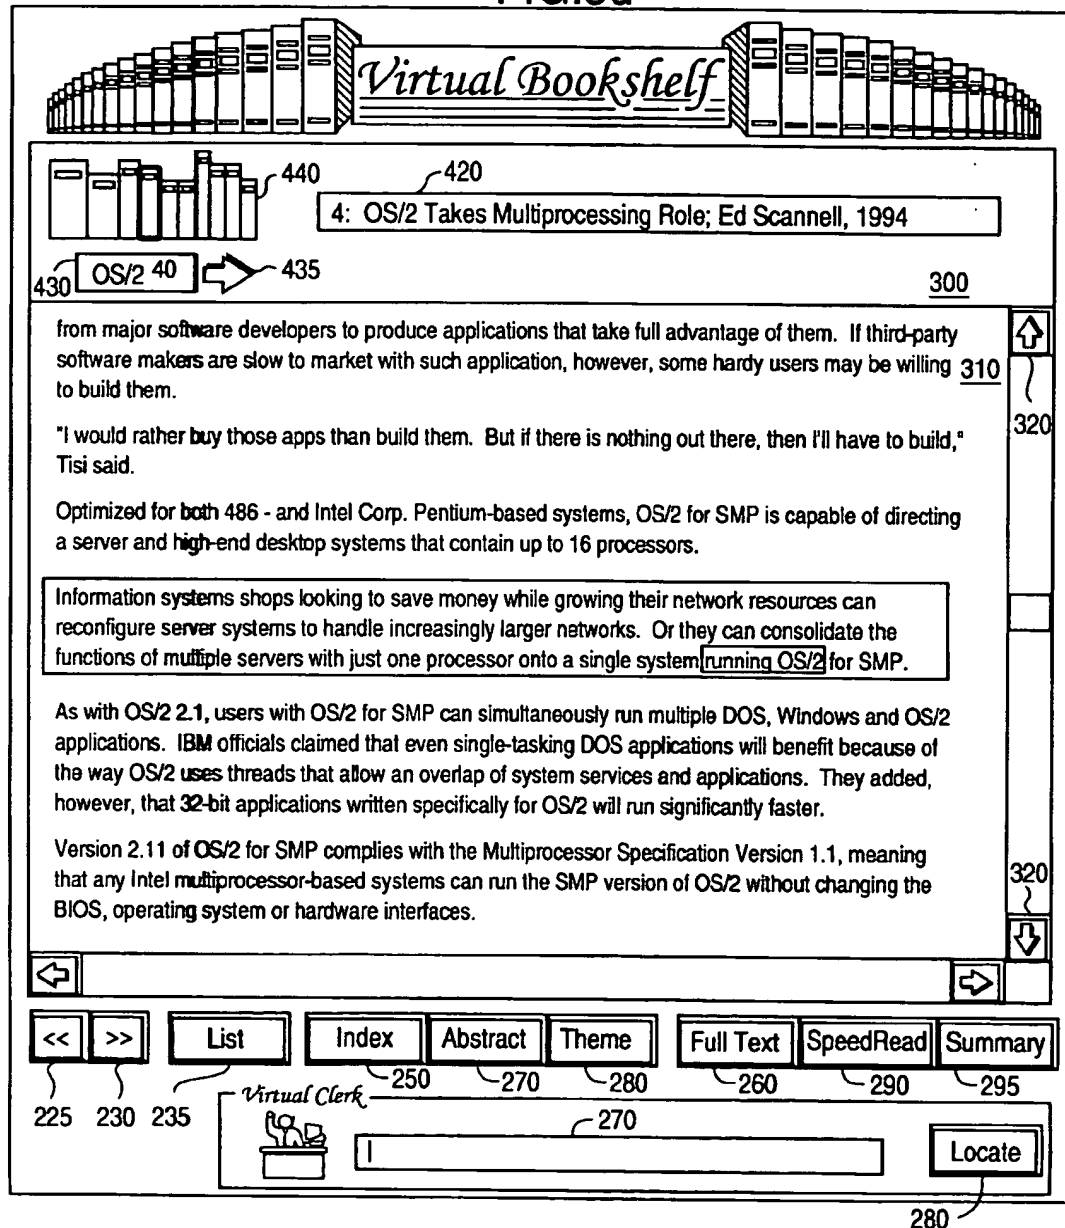 Virtual Bookshelf
440
420
4: OS/2 Takes Multiprocessing Role; Ed Scannell, 1994
430
OS/2 40
435
300
from major software developers to produce applications that take full advantage of them. If third-party
software makers are slow to market with such application, however, some hardy users may be willing
310
to build them.
320
"I would rather buy those apps than build them. But if there is nothing out there, then I'll have to build,"
Tisi said.
Optimized for both 486 - and Intel Corp. Pentium-based systems, OS/2 for SMP is capable of directing
a server and high-end desktop systems that contain up to 16 processors.
Information systems shops looking to save money while growing their network resources can
reconfigure server systems to handle increasingly larger networks. Or they can consolidate the
functions of multiple servers with just one processor onto a single system running OS/2 for SMP.
As with OS/2 2.1, users with OS/2 for SMP can simultaneously run multiple DOS, Windows and OS/2
applications. IBM officials claimed that even single-tasking DOS applications will benefit because of
the way OS/2 uses threads that allow an overlap of system services and applications. They added,
however, that 32-bit applications written specifically for OS/2 will run significantly faster.
Version 2.11 of OS/2 for SMP complies with the Multiprocessor Specification Version 1.1, meaning
that any Intel multiprocessor-based systems can run the SMP version of OS/2 without changing the
320
BIOS, operating system or hardware interfaces.
<< >> List Index Abstract Theme Full Text SpeedRead Summary
250 270 280 260 290 295
225 230 235
Virtual Clerk
270
Locate
280